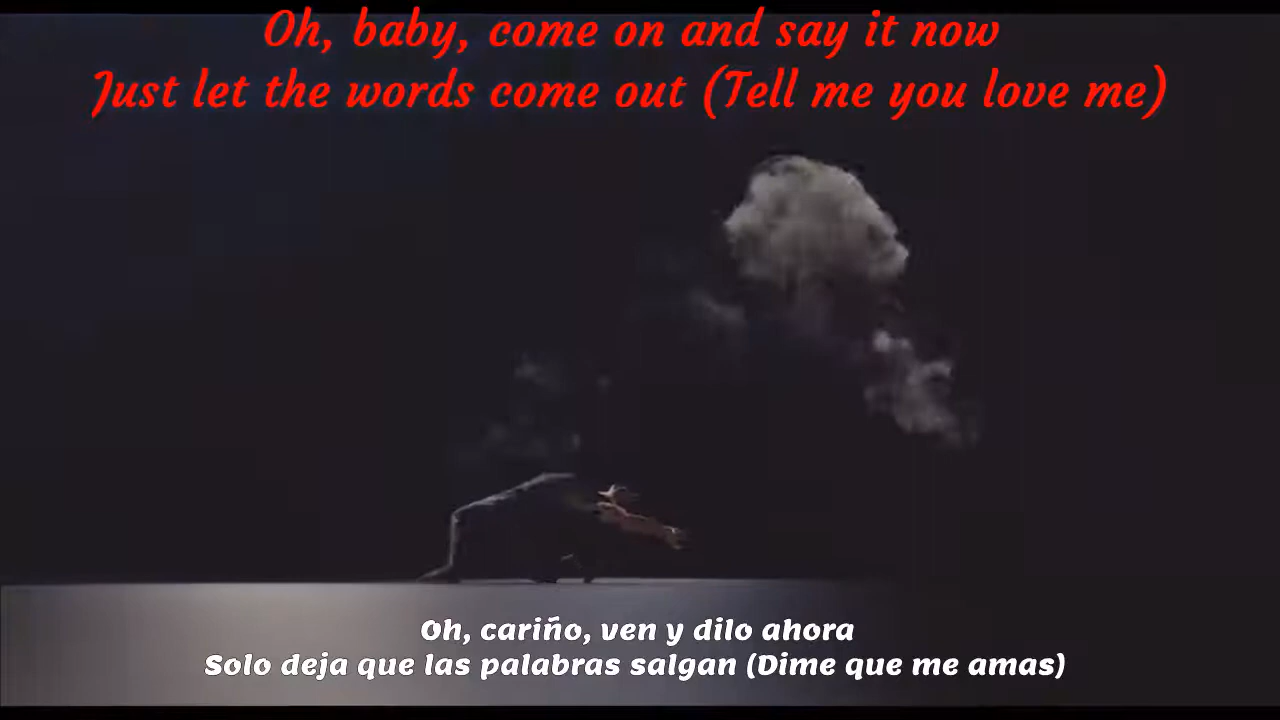 Oh, baby, come on and say it now
Just let the words come out (Tell me you love me)
Oh, cariño, ven y dilo ahora
Solo deja que las palabras salgan (Dime que me amas)